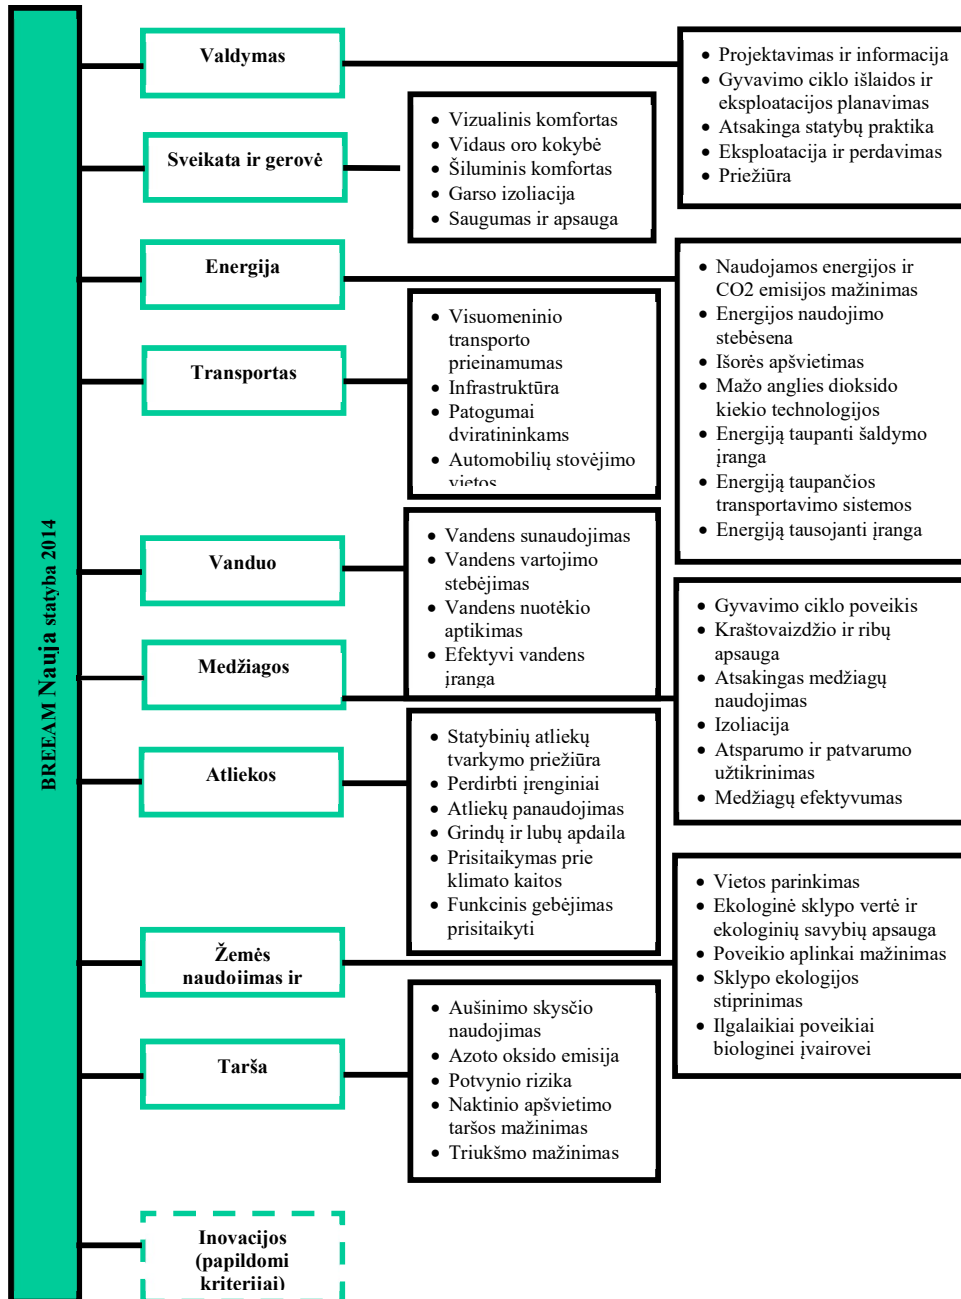 BREEAM Nauja statyba 2014
Valdymas
• Projektavimas ir informacija
• Gyvavimo ciklo išlaidos ir
eksploatacijos planavimas
• Atsakinga statybų praktika
• Eksploatacija ir perdavimas
• Priežiūra
Sveikata ir gerovė
• Vizualinis komfortas
• Vidaus oro kokybė
• Šiluminis komfortas
• Garso izoliacija
• Saugumas ir apsauga
Energija
• Naudojamos energijos ir
CO2 emisijos mažinimas
• Energijos naudojimo
stebėsena
• Išorės apšvietimas
• Mažo anglies dioksido
kiekio technologijos
• Energiją taupanti šaldymo
įranga
• Energiją taupančios
transportavimo sistemos
• Energiją tausojanti įranga
Transportas
• Visuomeninio
transporto
prieinamumas
• Infrastruktūra
• Patogumai
dviratininkams
• Automobilių stovėjimo
vietos
Vanduo
• Vandens sunaudojimas
• Vandens vartojimo
stebėjimas
• Vandens nuotėkio
aptikimas
• Efektyvi vandens
įranga
Medžiagos
• Gyvavimo ciklo poveikis
• Kraštovaizdžio ir ribų
apsauga
• Atsakingas medžiagų
naudojimas
• Izoliacija
• Atsparumo ir patvarumo
užtikrinimas
• Medžiagų efektyvumas
Atliekos
• Statybinių atliekų
tvarkymo priežiūra
• Perdirbti įrenginiai
• Atliekų panaudojimas
• Grindų ir lubų apdaila
• Prisitaikymas prie
klimato kaitos
• Funkcinis gebėjimas
prisitaikyti
Žemės
naudojimas ir
• Vietos parinkimas
• Ekologinė sklypo vertė ir
ekologinių savybių apsauga
• Poveikio aplinkai mažinimas
• Sklypo ekologijos
stiprinimas
• Ilgalaikiai poveikiai
biologinei įvairovei
Tarša
• Aušinimo skysčio
naudojimas
• Azoto oksido emisija
• Potvynio rizika
• Naktinio apšvietimo
taršos mažinimas
• Triukšmo mažinimas
Inovacijos
(papildomi
kriterijai)